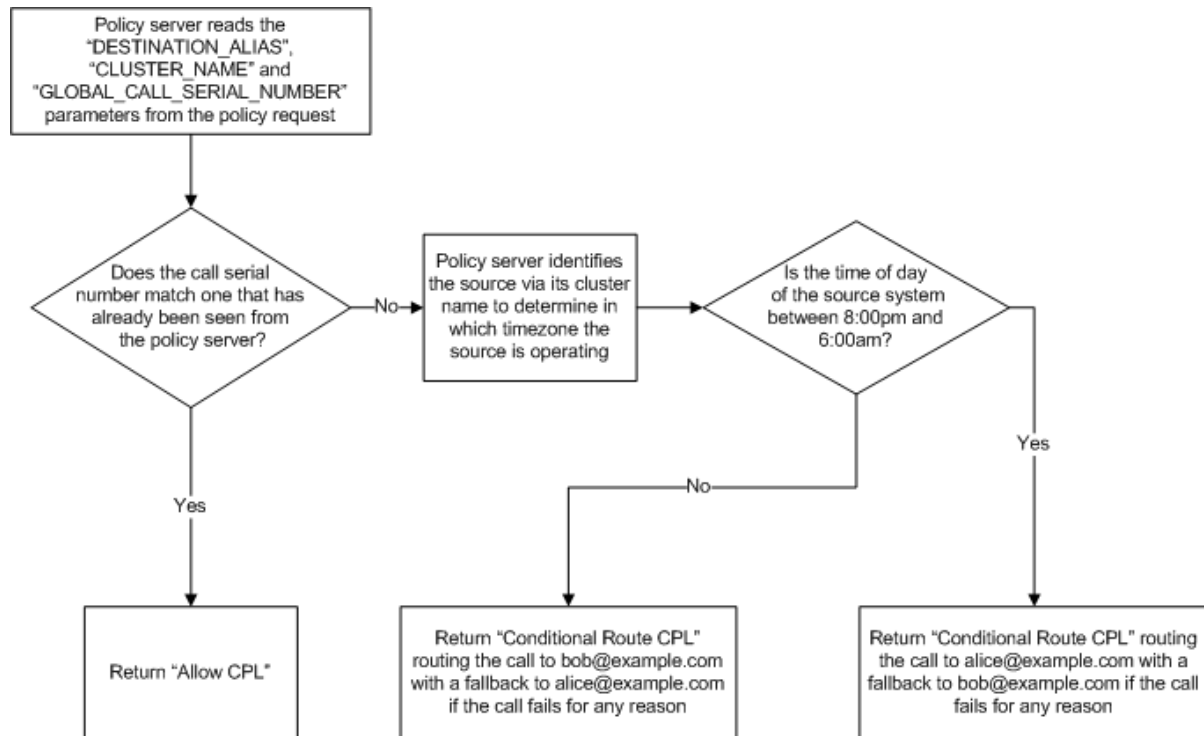 Policy server reads the
“DESTINATION_ALIAS”,
“CLUSTER_NAME” and
“GLOBAL_CALL_SERIAL_NUMBER”
parameters from the policy request
Does the call serial
number match one that has
already been seen from
the policy server?
No
Policy server identifies
the source via its cluster
name to determine in
which timezone the
source is operating
Is the time of day
of the source system
between 8:00pm and
6:00am?
Yes
No
Yes
Return “Allow CPL”
Return “Conditional Route CPL”
routing the call to bob@example.com
with a fallback to alice@example.com
if the call fails for any reason
Return “Conditional Route CPL” routing
the call to alice@example.com with a
fallback to bob@example.com if the call
fails for any reason